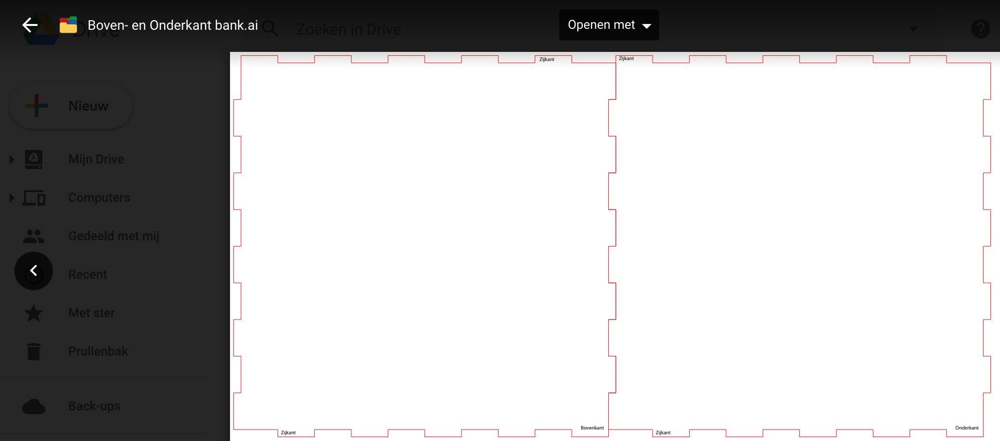 Boven- en Onderkant bank.ai
Drive
Zoeken in Drive
Openen met
Nieuw
Mijn Drive
Computers
Gedeeld met mij
Recent
Met ster
Prullenbak
Back-ups
Zijkant
Zijkant
Bovenkant
Onderkant
Zijkant
Zijkant